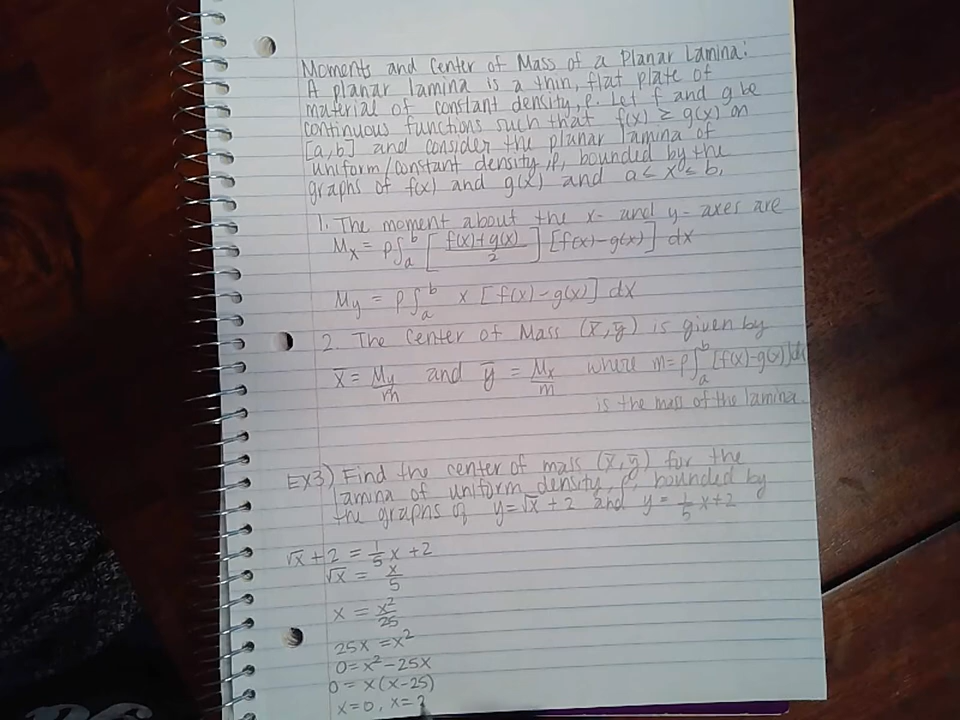 Moments and Center of Mass of a Planar Lamina:
A planar lamina is a thin, flat plate of
material of constant density, ρ. Let f and g be
continuous functions such that f(x) ≥ g(x) on
[a,b] and consider the planar lamina of
uniform/constant density, ρ, bounded by the
graphs of f(x) and g(x) and a ≤ x ≤ b.
1. The moment about the x- and y-axes are
Mx = ρ∫_a^b [ (f(x)+g(x))/2 ] [f(x)-g(x)] dx
My = ρ∫_a^b x [f(x)-g(x)] dx
2. The Center of Mass (x̄,ȳ) is given by
x̄ = My/m and ȳ = Mx/m where m=ρ∫_a^b [f(x)-g(x)]dx
is the mass of the lamina.
EX3) Find the center of mass (x̄,ȳ) for the
lamina of uniform density, ρ, bounded by
the graphs of y=√x+2 and y=1/5 x+2
√x+2 = 1/5 x +2
√x = x/5
x = x²/25
25x = x²
0=x²-25x
0= x(x-25)
x=0, x=